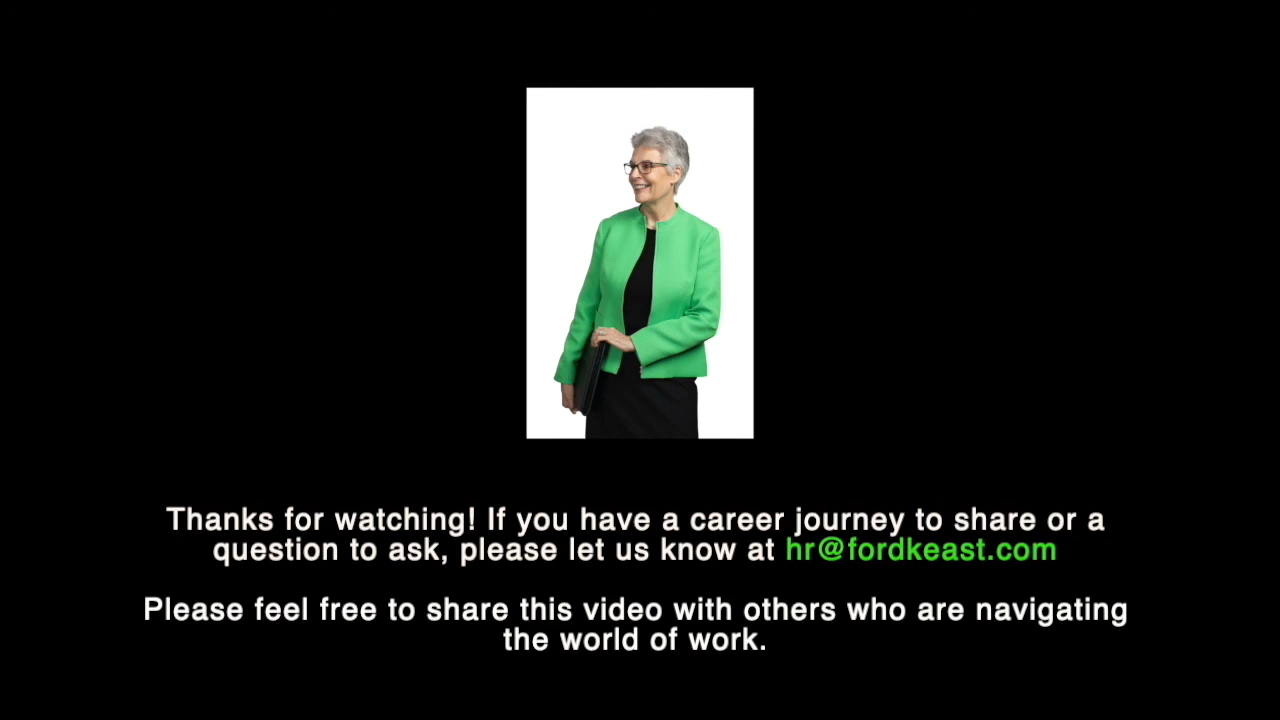 Thanks for watching! If you have a career journey to share or a
question to ask, please let us know at hr@fordkeast.com
Please feel free to share this video with others who are navigating
the world of work.